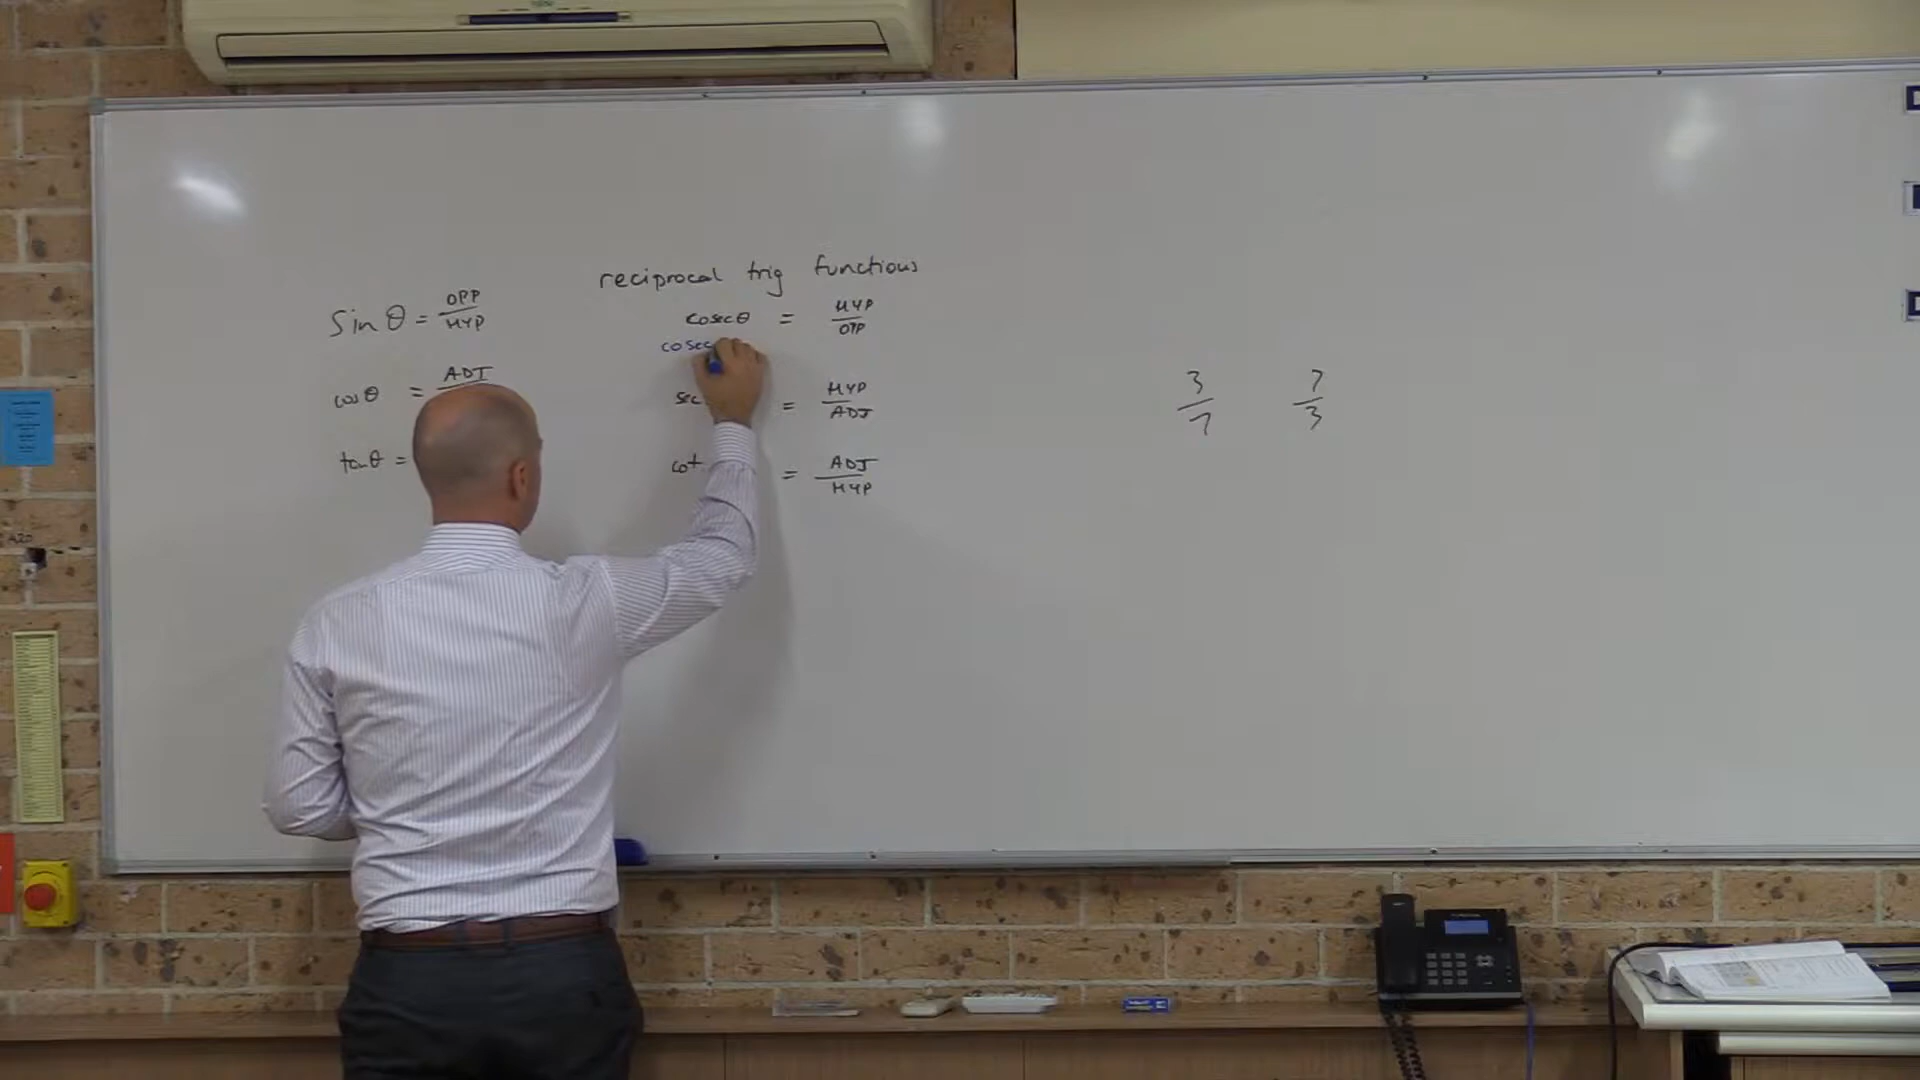 reciprocal trig functions
sin θ = OPP/HYP
cosec θ = HYP/OPP
cosec
cos θ = ADJ
sec = HYP/ADJ
3/7 7/3
tan θ =
cot = ADJ/HYP